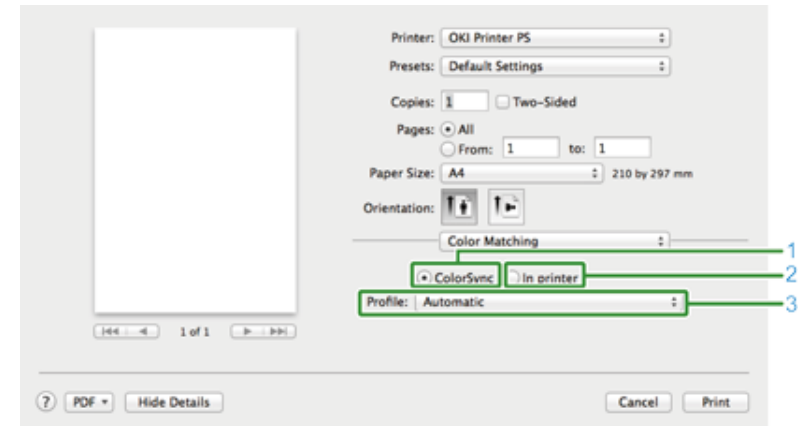 Printer: OKI Printer PS
Presets: Default Settings
Copies: 1 Two-Sided
Pages: All
From: 1 to: 1
Paper Size: A4 210 by 297 mm
Orientation:
Color Matching
1
ColorSync In printer 2
Profile: Automatic 3
1 of 1
? PDF Hide Details Cancel Print